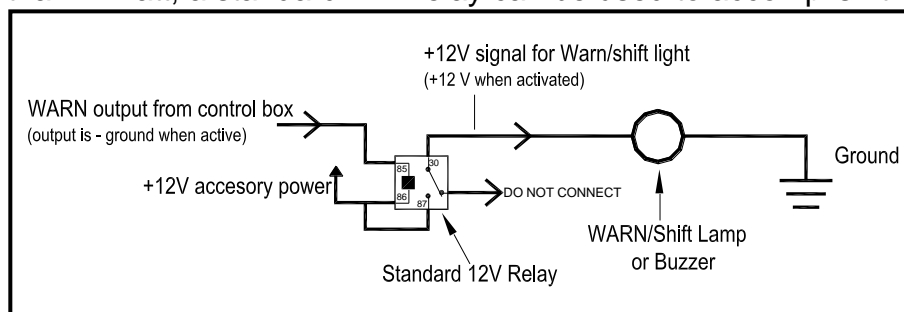 +12V signal for Warn/shift light
(+12 V when activated)
WARN output from control box
(output is - ground when active)
85
30
+12V accesory power
86
87
DO NOT CONNECT
Ground
Standard 12V Relay
WARN/Shift Lamp
or Buzzer